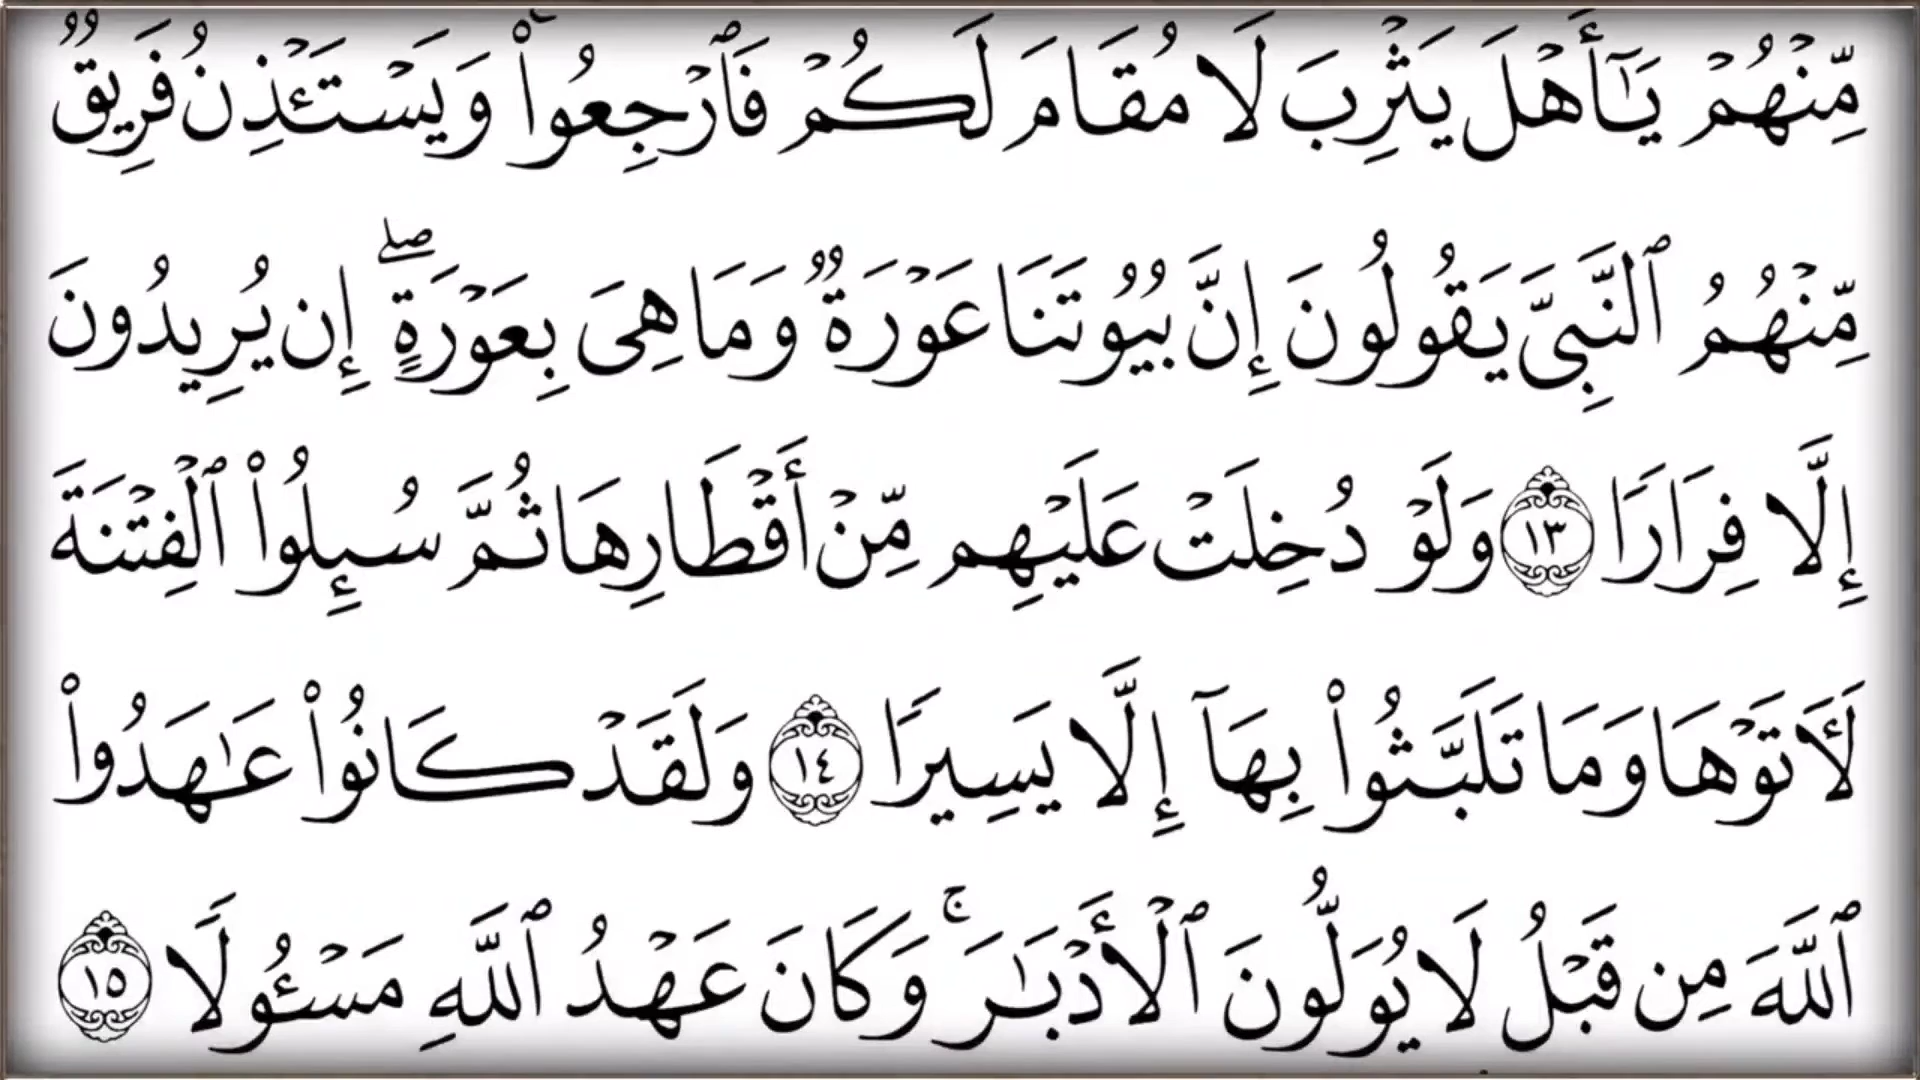 مِّنۡهُمۡ يَٰٓأَهۡلَ يَثۡرِبَ لَا مُقَامَ لَكُمۡ فَٱرۡجِعُواْۚ وَيَسۡتَـٔۡذِنُ فَرِيقٞ
مِّنۡهُمُ ٱلنَّبِيَّ يَقُولُونَ إِنَّ بُيُوتَنَا عَوۡرَةٞ وَمَا هِيَ بِعَوۡرَةٍۖ إِن يُرِيدُونَ
إِلَّا فِرَارٗا ١٣ وَلَوۡ دُخِلَتۡ عَلَيۡهِم مِّنۡ أَقۡطَارِهَا ثُمَّ سُئِلُواْ ٱلۡفِتۡنَةَ
لَأٓتَوۡهَا وَمَا تَلَبَّثُواْ بِهَآ إِلَّا يَسِيرٗا ١٤ وَلَقَدۡ كَانُواْ عَٰهَدُواْ
ٱللَّهَ مِن قَبۡلُ لَا يُوَلُّونَ ٱلۡأَدۡبَٰرَۚ وَكَانَ عَهۡدُ ٱللَّهِ مَسۡـُٔولٗا ١٥